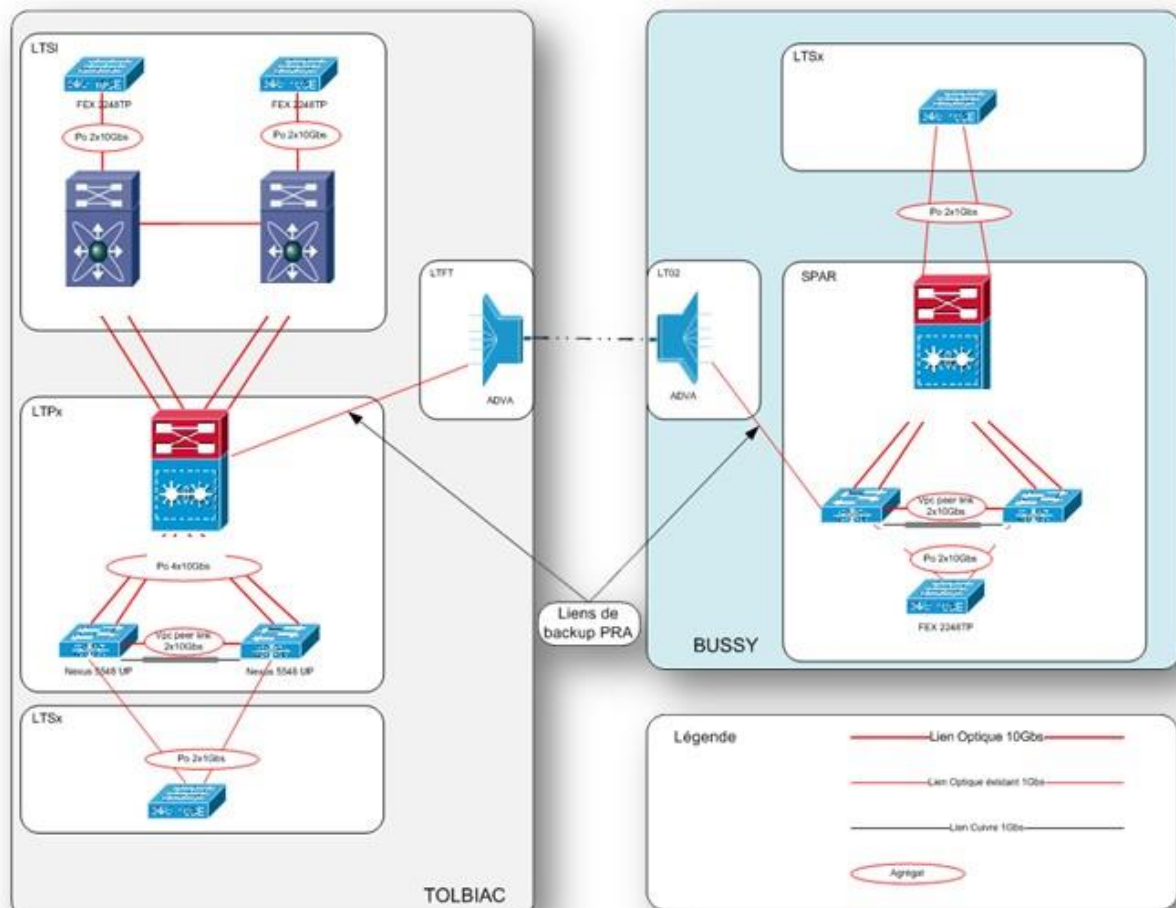 LTSI
FEX 2248TP
FEX 2248TP
Po 2x10Gbs
Po 2x10Gbs
LTPx
Po 4x10Gbs
Vpc peer link
2x10Gbs
Nexus 5548 UP
Nexus 5548 UP
LTSx
Po 2x1Gbs
TOLBIAC
LTFT
ADVA
LT02
ADVA
Liens de
backup PRA
LTSx
Po 2x1Gbs
SPAR
Vpc peer link
2x10Gbs
Po 2x10Gbs
FEX 2248TP
BUSSY
Légende
Lien Optique 10Gbs
Lien Optique éxistant 1Gbs
Lien Cuivre 1Gbs
Agrégat